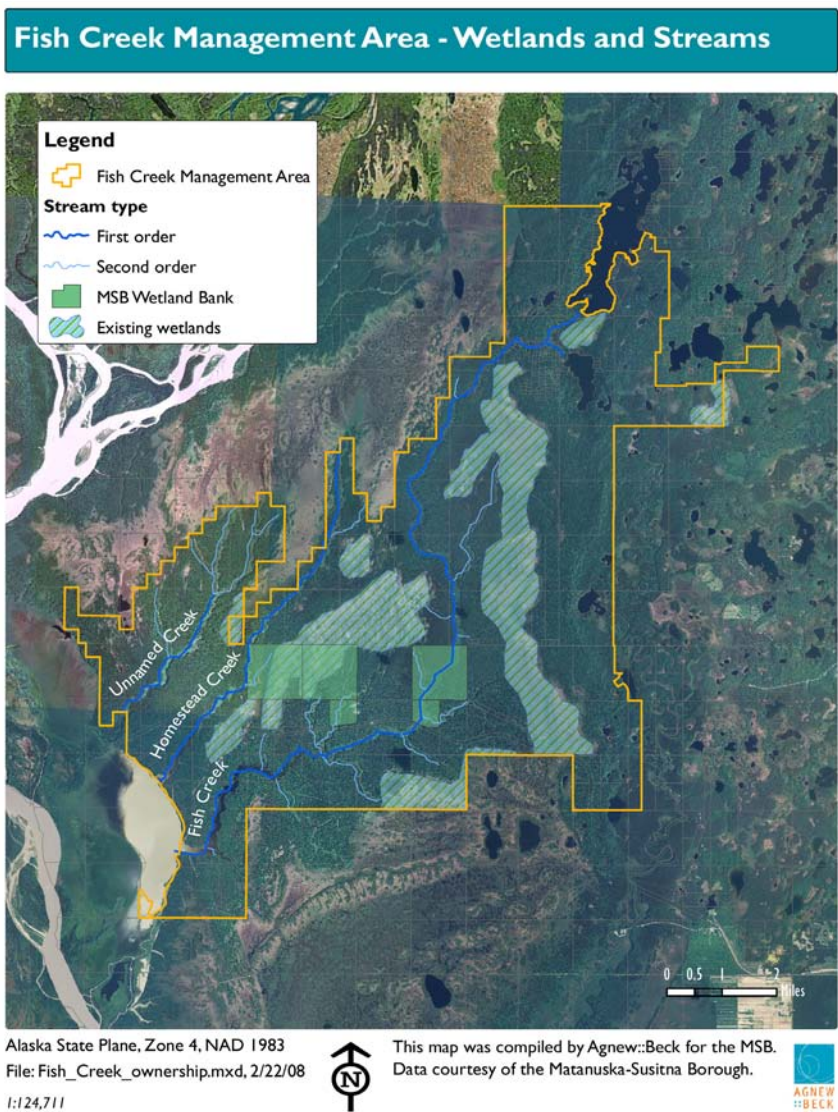 Fish Creek Management Area - Wetlands and Streams
Legend
Fish Creek Management Area
Stream type
First order
Second order
MSB Wetland Bank
Existing wetlands
Unnamed Creek
Homestead Creek
Fish Creek
0 0.5 1 2
Miles
Alaska State Plane, Zone 4, NAD 1983
File: Fish_Creek_ownership.mxd, 2/22/08
1:124,711
N
This map was compiled by Agnew::Beck for the MSB.
Data courtesy of the Matanuska-Susitna Borough.
AGNEW
::BECK